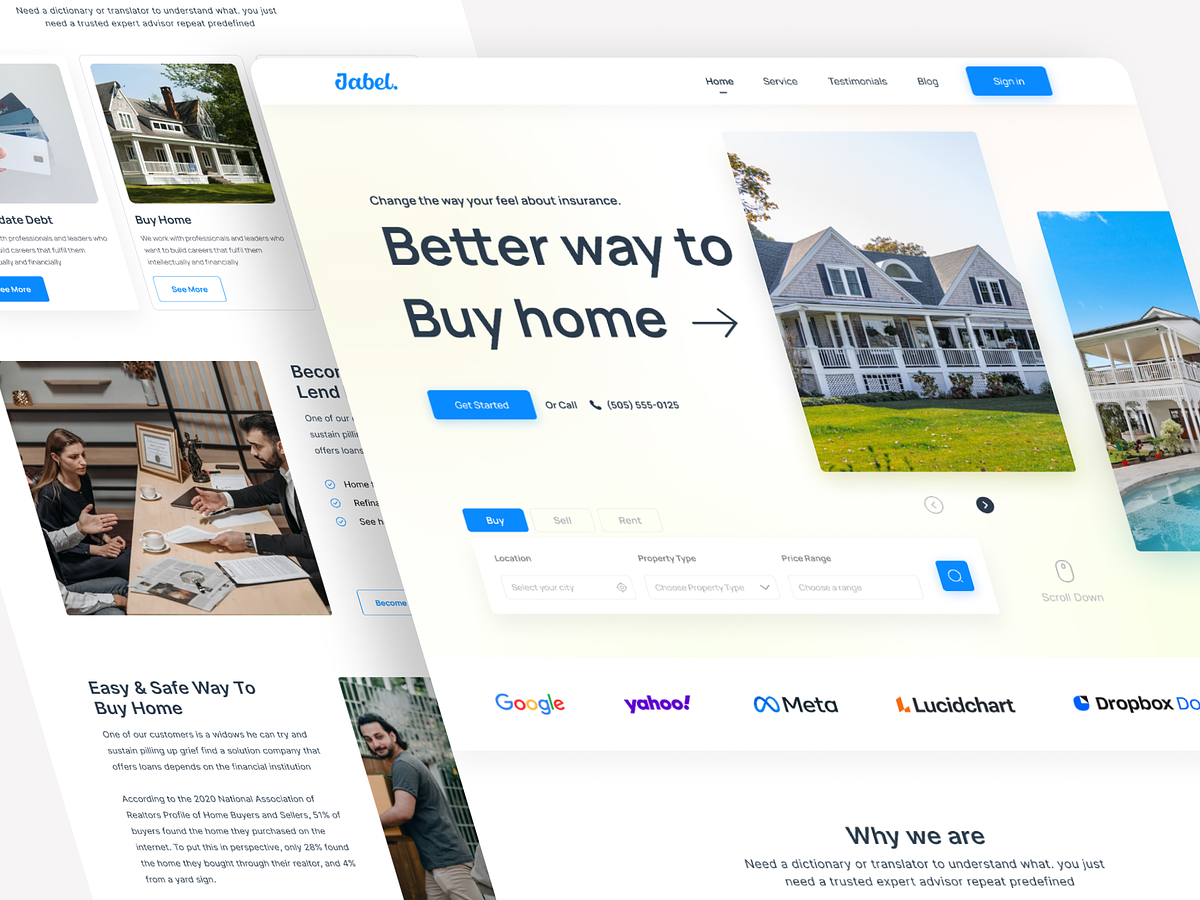 Need a dictionary or translator to understand what. you just
need a trusted expert advisor repeat predefined
date Debt
th professionals and leaders who
ild careers that fulfil them
ually and financially
See More
Buy Home
We work with professionals and leaders who
want to build careers that fulfil them
intellectually and financially
See More
Becom
Lend
One of our
sustain pillin
offers loans
Home
Refina
See h
Become
Easy & Safe Way To
Buy Home
One of our customers is a widows he can try and
sustain pilling up grief find a solution company that
offers loans depends on the financial institution
According to the 2020 National Association of
Realtors Profile of Home Buyers and Sellers, 51% of
buyers found the home they purchased on the
internet. To put this in perspective, only 28% found
the home they bought through their realtor, and 4%
from a yard sign.
Jabel.
Home
Service
Testimonials
Blog
Sign in
Change the way your feel about insurance.
Better way to
Buy home
Get Started
Or Call
(505) 555-0125
Buy
Sell
Rent
Location
Property Type
Price Range
Select your city
Choose Property Type
Choose a range
Scroll Down
Google
yahoo!
Meta
Lucidchart
Dropbox Do
Why we are
Need a dictionary or translator to understand what. you just
need a trusted expert advisor repeat predefined